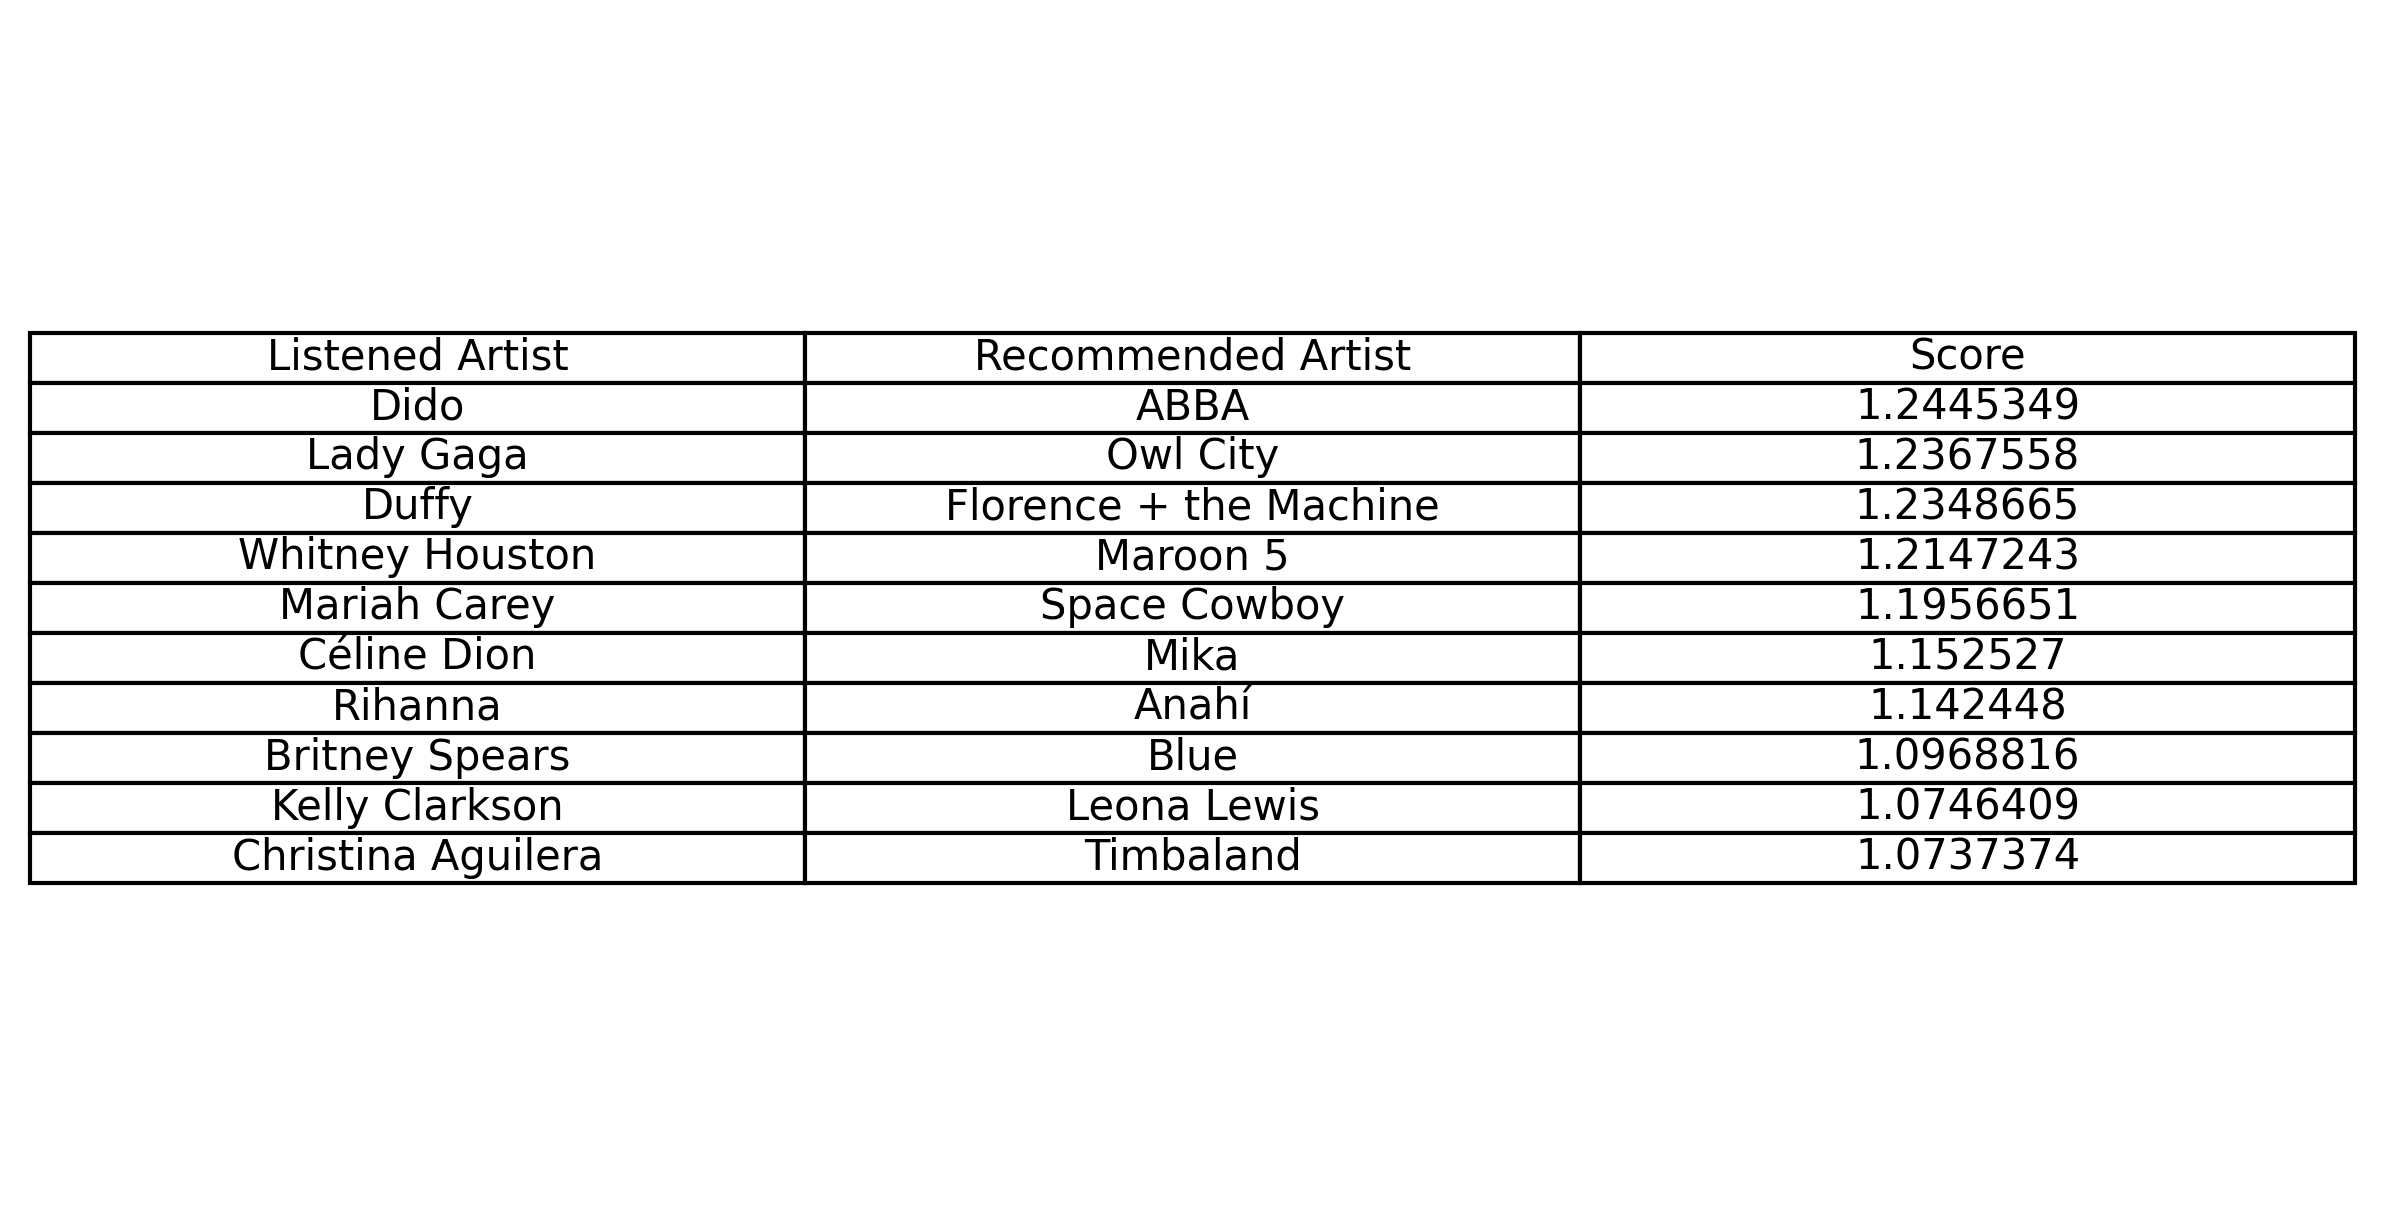 Listened Artist Recommended Artist Score
Dido ABBA 1.2445349
Lady Gaga Owl City 1.2367558
Duffy Florence + the Machine 1.2348665
Whitney Houston Maroon 5 1.2147243
Mariah Carey Space Cowboy 1.1956651
Céline Dion Mika 1.152527
Rihanna Anahí 1.142448
Britney Spears Blue 1.0968816
Kelly Clarkson Leona Lewis 1.0746409
Christina Aguilera Timbaland 1.0737374